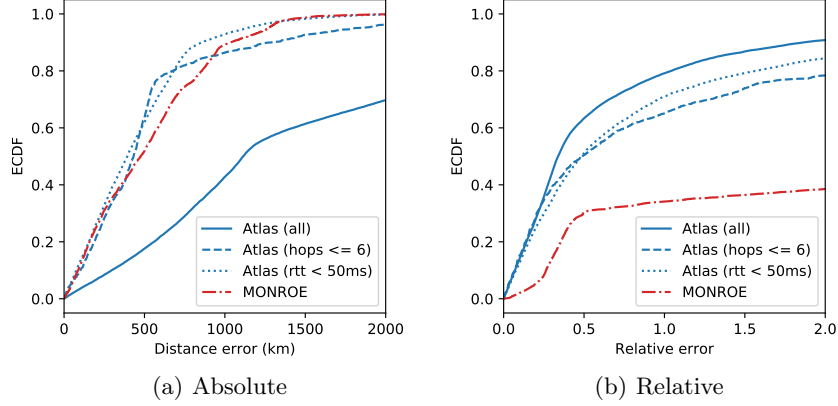 1.0
0.8
0.6
0.4
0.2
0.0
ECDF
0 500 1000 1500 2000
Distance error (km)
Atlas (all)
Atlas (hops <= 6)
Atlas (rtt < 50ms)
MONROE
(a) Absolute
1.0
0.8
0.6
0.4
0.2
0.0
ECDF
0.0 0.5 1.0 1.5 2.0
Relative error
Atlas (all)
Atlas (hops <= 6)
Atlas (rtt < 50ms)
MONROE
(b) Relative